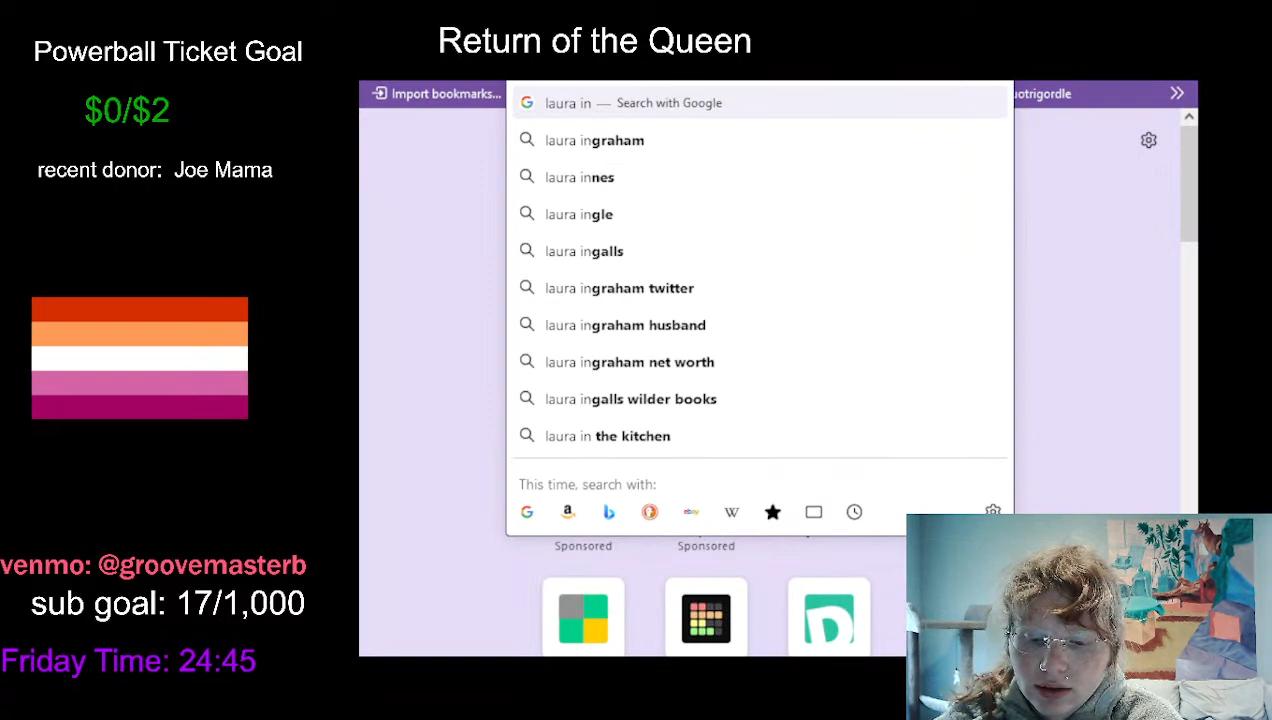 Powerball Ticket Goal
$0/$2
recent donor: Joe Mama
Return of the Queen
Import bookmarks...
uotrigordle
laura in — Search with Google
laura ingraham
laura innes
laura ingle
laura ingalls
laura ingraham twitter
laura ingraham husband
laura ingraham net worth
laura ingalls wilder books
laura in the kitchen
This time, search with:
Sponsored
Sponsored
venmo: @groovemasterb
sub goal: 17/1,000
Friday Time: 24:45